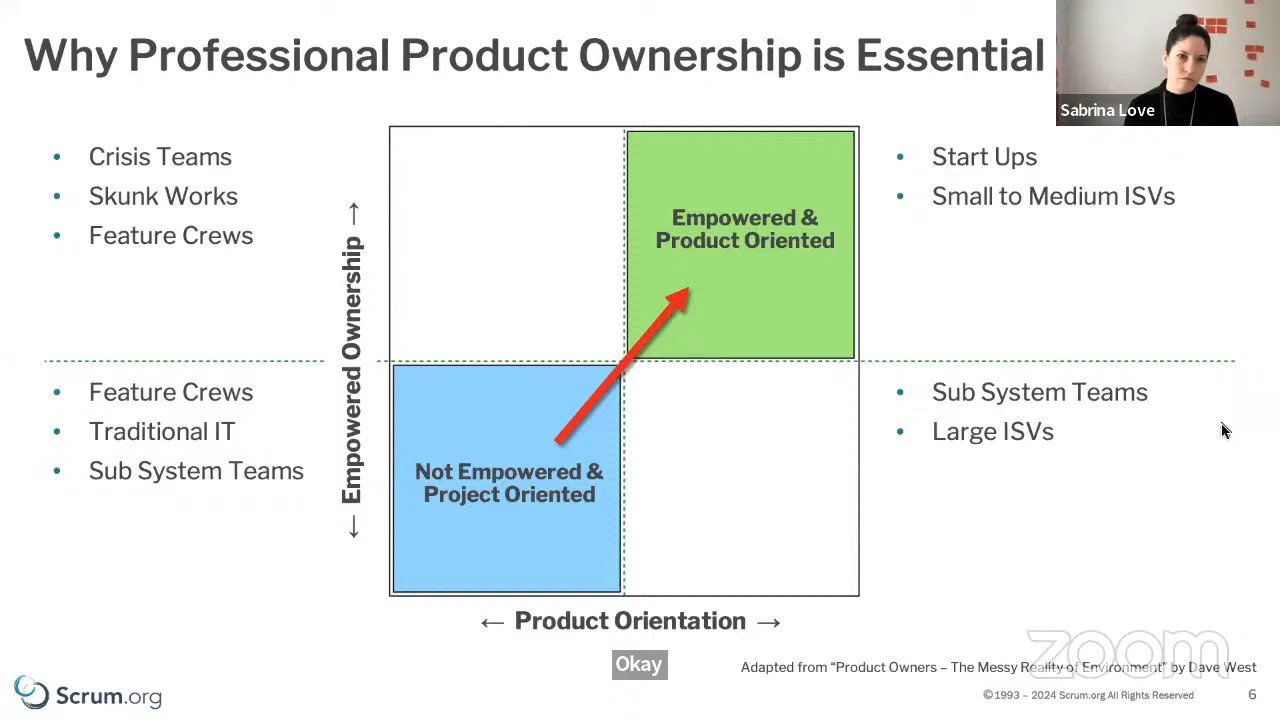 Why Professional Product Ownership is Essential
Sabrina Love
• Crisis Teams
• Skunk Works
• Feature Crews
• Start Ups
• Small to Medium ISVs
← Empowered Ownership →
Empowered &
Product Oriented
• Feature Crews
• Traditional IT
• Sub System Teams
• Sub System Teams
• Large ISVs
Not Empowered &
Project Oriented
← Product Orientation →
zoom
Okay
Adapted from “Product Owners – The Messy Reality of Environment” by Dave West
Scrum.org
©1993 – 2024 Scrum.org All Rights Reserved
6